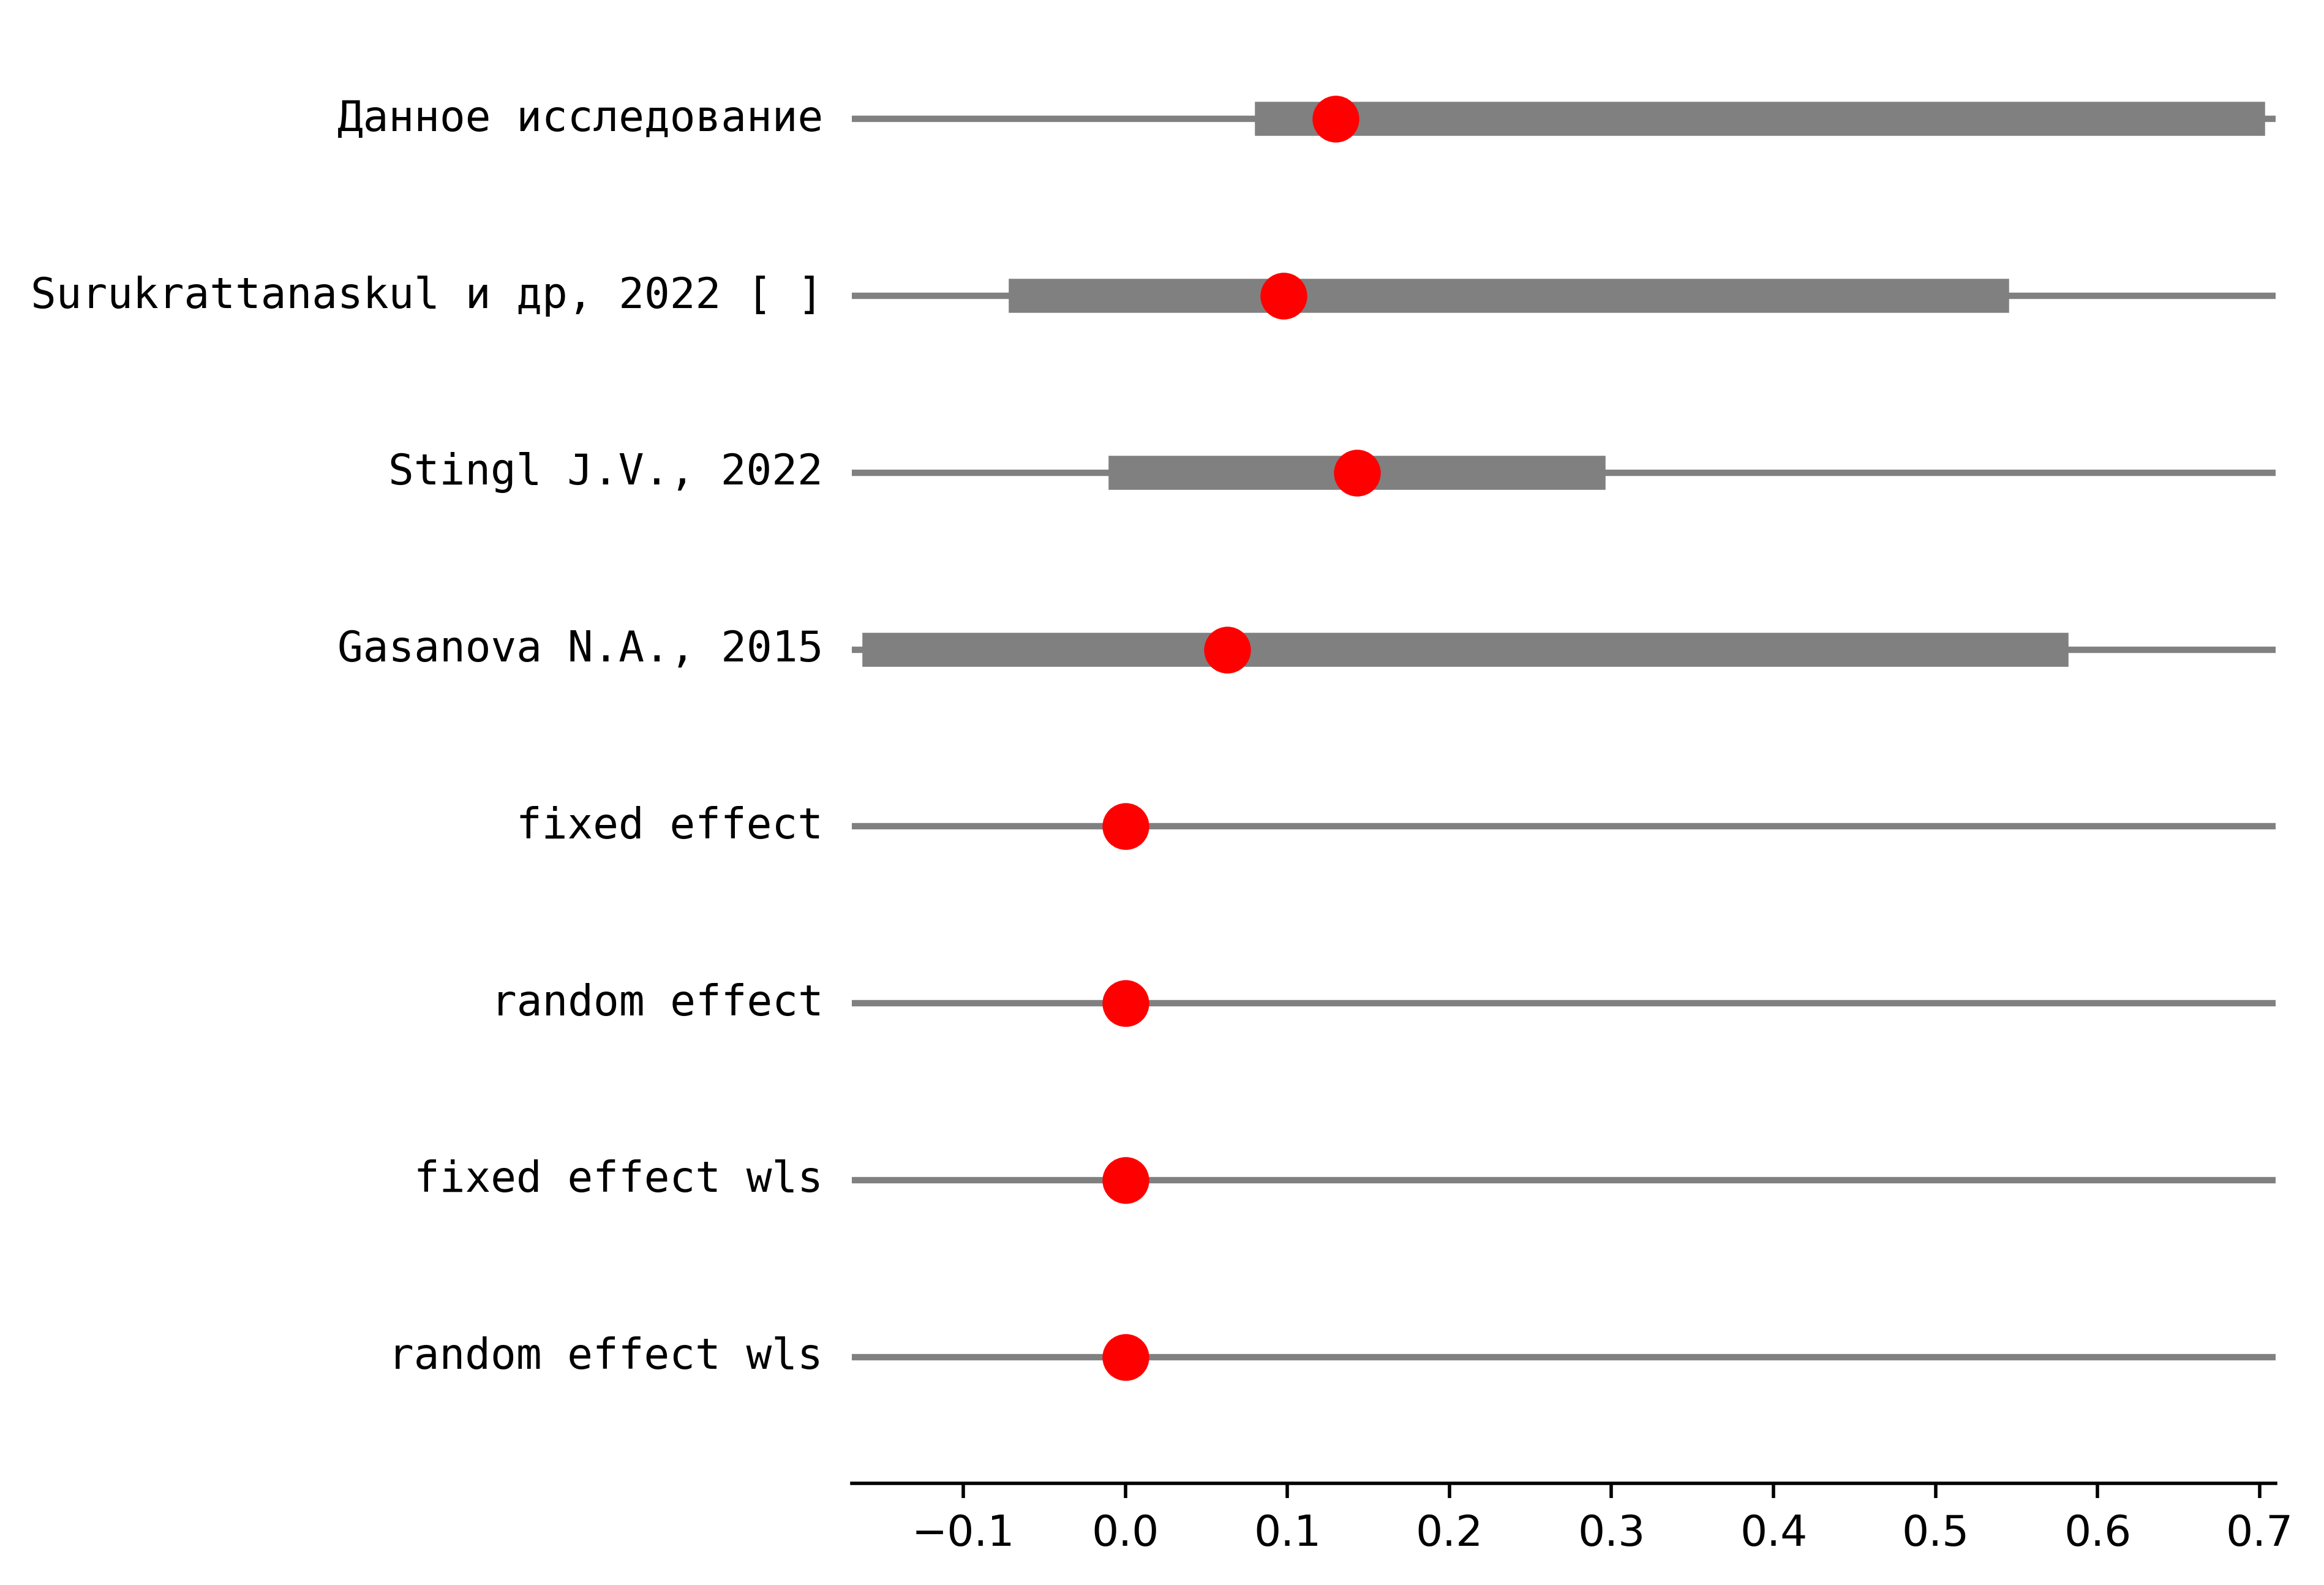 Данное исследование
Surukrattanaskul и др, 2022 [ ]
Stingl J.V., 2022
Gasanova N.A., 2015
fixed effect
random effect
fixed effect wls
random effect wls
−0.1 0.0 0.1 0.2 0.3 0.4 0.5 0.6 0.7